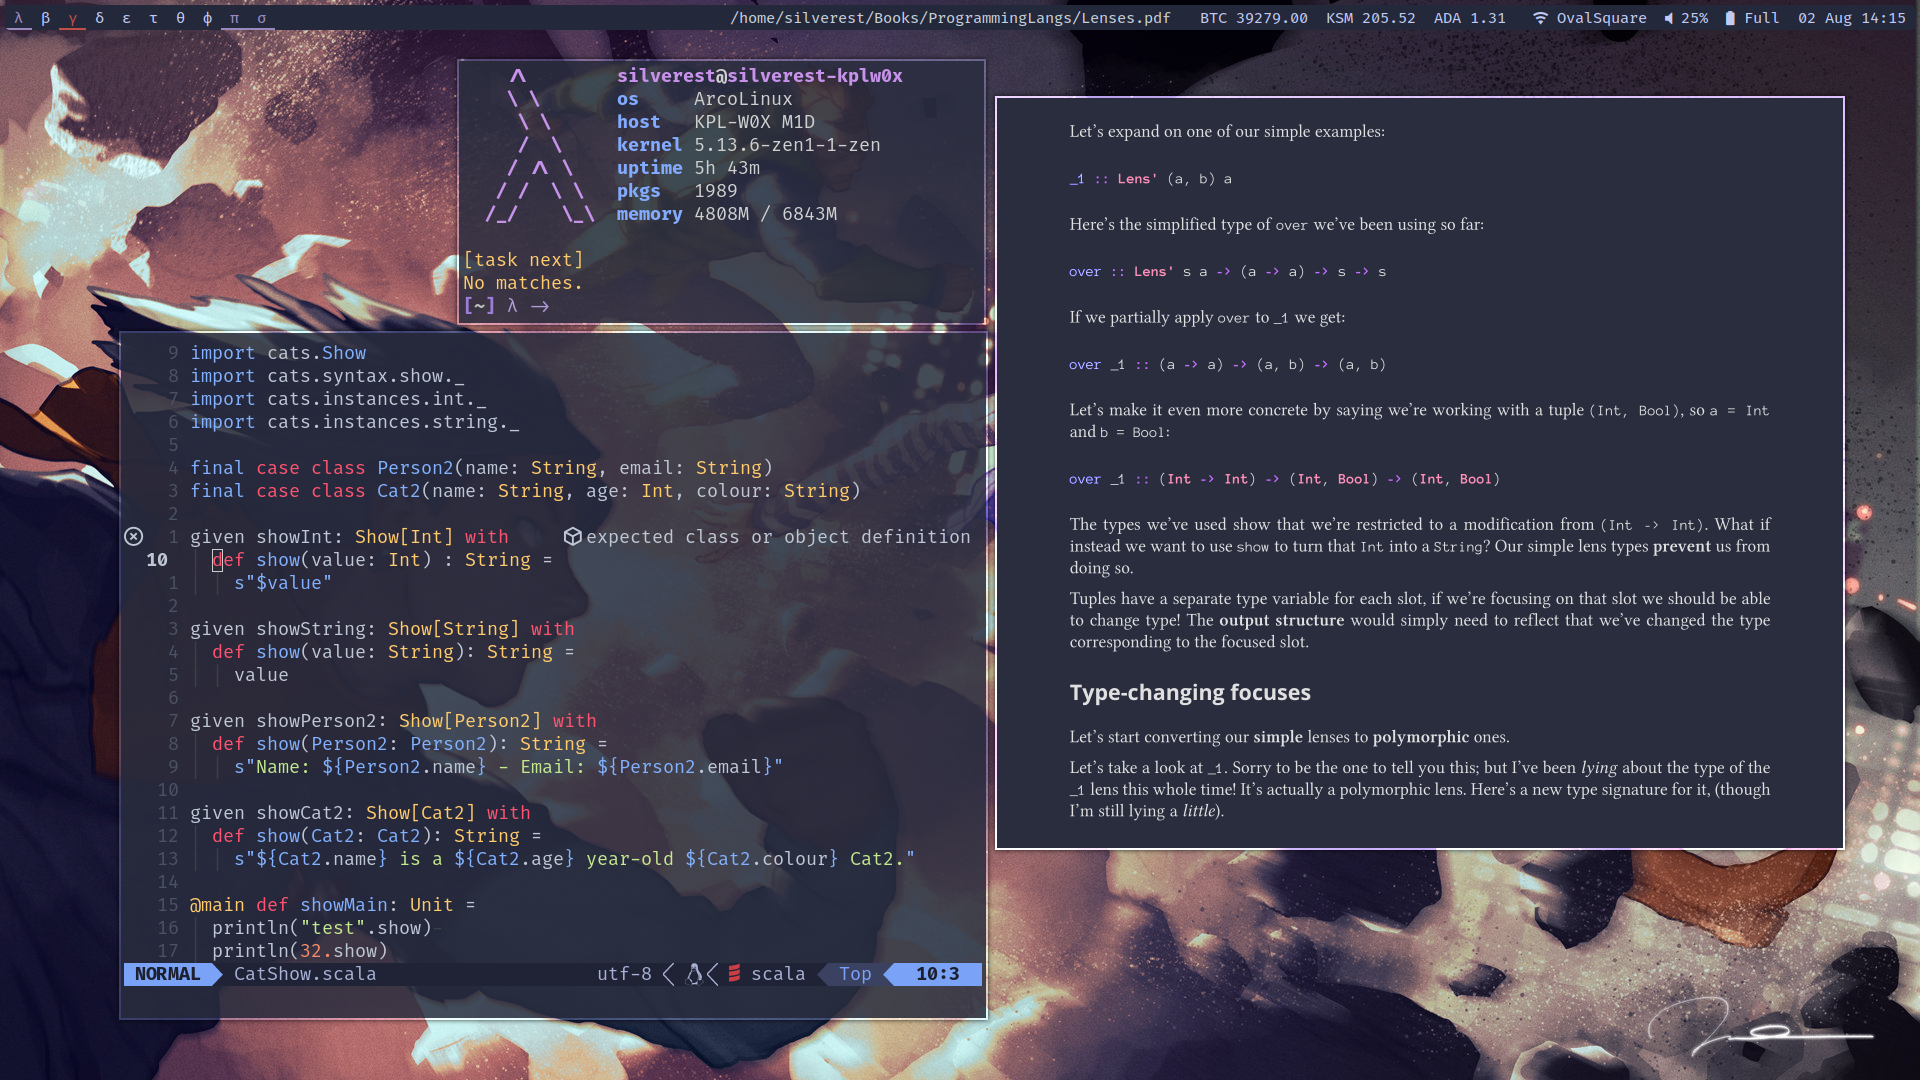 λ β γ δ ε τ θ ϕ π σ
/home/silverest/Books/ProgrammingLangs/Lenses.pdf BTC 39279.00 KSM 205.52 ADA 1.31 OvalSquare 25% Full 02 Aug 14:15
silverest@silverest-kplw0x
os ArcoLinux
host KPL-W0X M1D
kernel 5.13.6-zen1-1-zen
uptime 5h 43m
pkgs 1989
memory 4808M / 6843M
[task next]
No matches.
[~] λ →
9 import cats.Show
8 import cats.syntax.show._
7 import cats.instances.int._
6 import cats.instances.string._
5
4 final case class Person2(name: String, email: String)
3 final case class Cat2(name: String, age: Int, colour: String)
2
1 given showInt: Show[Int] with expected class or object definition
10 def show(value: Int) : String =
1 s"$value"
2
3 given showString: Show[String] with
4 def show(value: String): String =
5 value
6
7 given showPerson2: Show[Person2] with
8 def show(Person2: Person2): String =
9 s"Name: ${Person2.name} - Email: ${Person2.email}"
10
11 given showCat2: Show[Cat2] with
12 def show(Cat2: Cat2): String =
13 s"${Cat2.name} is a ${Cat2.age} year-old ${Cat2.colour} Cat2."
14
15 @main def showMain: Unit =
16 println("test".show)
17 println(32.show)
NORMAL CatShow.scala utf-8 scala Top 10:3
Let's expand on one of our simple examples:
_1 :: Lens' (a, b) a
Here's the simplified type of over we've been using so far:
over :: Lens' s a -> (a -> a) -> s -> s
If we partially apply over to _1 we get:
over _1 :: (a -> a) -> (a, b) -> (a, b)
Let's make it even more concrete by saying we're working with a tuple (Int, Bool), so a = Int
and b = Bool:
over _1 :: (Int -> Int) -> (Int, Bool) -> (Int, Bool)
The types we've used show that we're restricted to a modification from (Int -> Int). What if
instead we want to use show to turn that Int into a String? Our simple lens types prevent us from
doing so.
Tuples have a separate type variable for each slot, if we're focusing on that slot we should be able
to change type! The output structure would simply need to reflect that we've changed the type
corresponding to the focused slot.
Type-changing focuses
Let's start converting our simple lenses to polymorphic ones.
Let's take a look at _1. Sorry to be the one to tell you this; but I've been lying about the type of the
_1 lens this whole time! It's actually a polymorphic lens. Here's a new type signature for it, (though
I'm still lying a little).